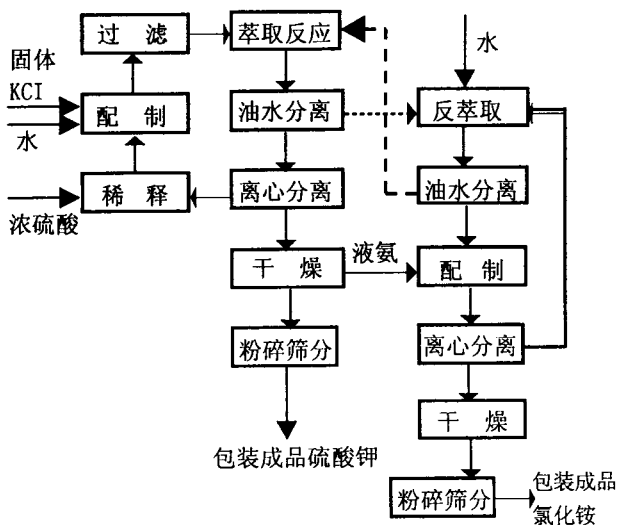 过 滤
萃取反应
水
固体
KCI
水
配 制
油水分离
反萃取
浓硫酸
稀 释
离心分离
油水分离
干 燥
液氨
配 制
粉碎筛分
离心分离
包装成品硫酸钾
干 燥
粉碎筛分
包装成品
氯化铵